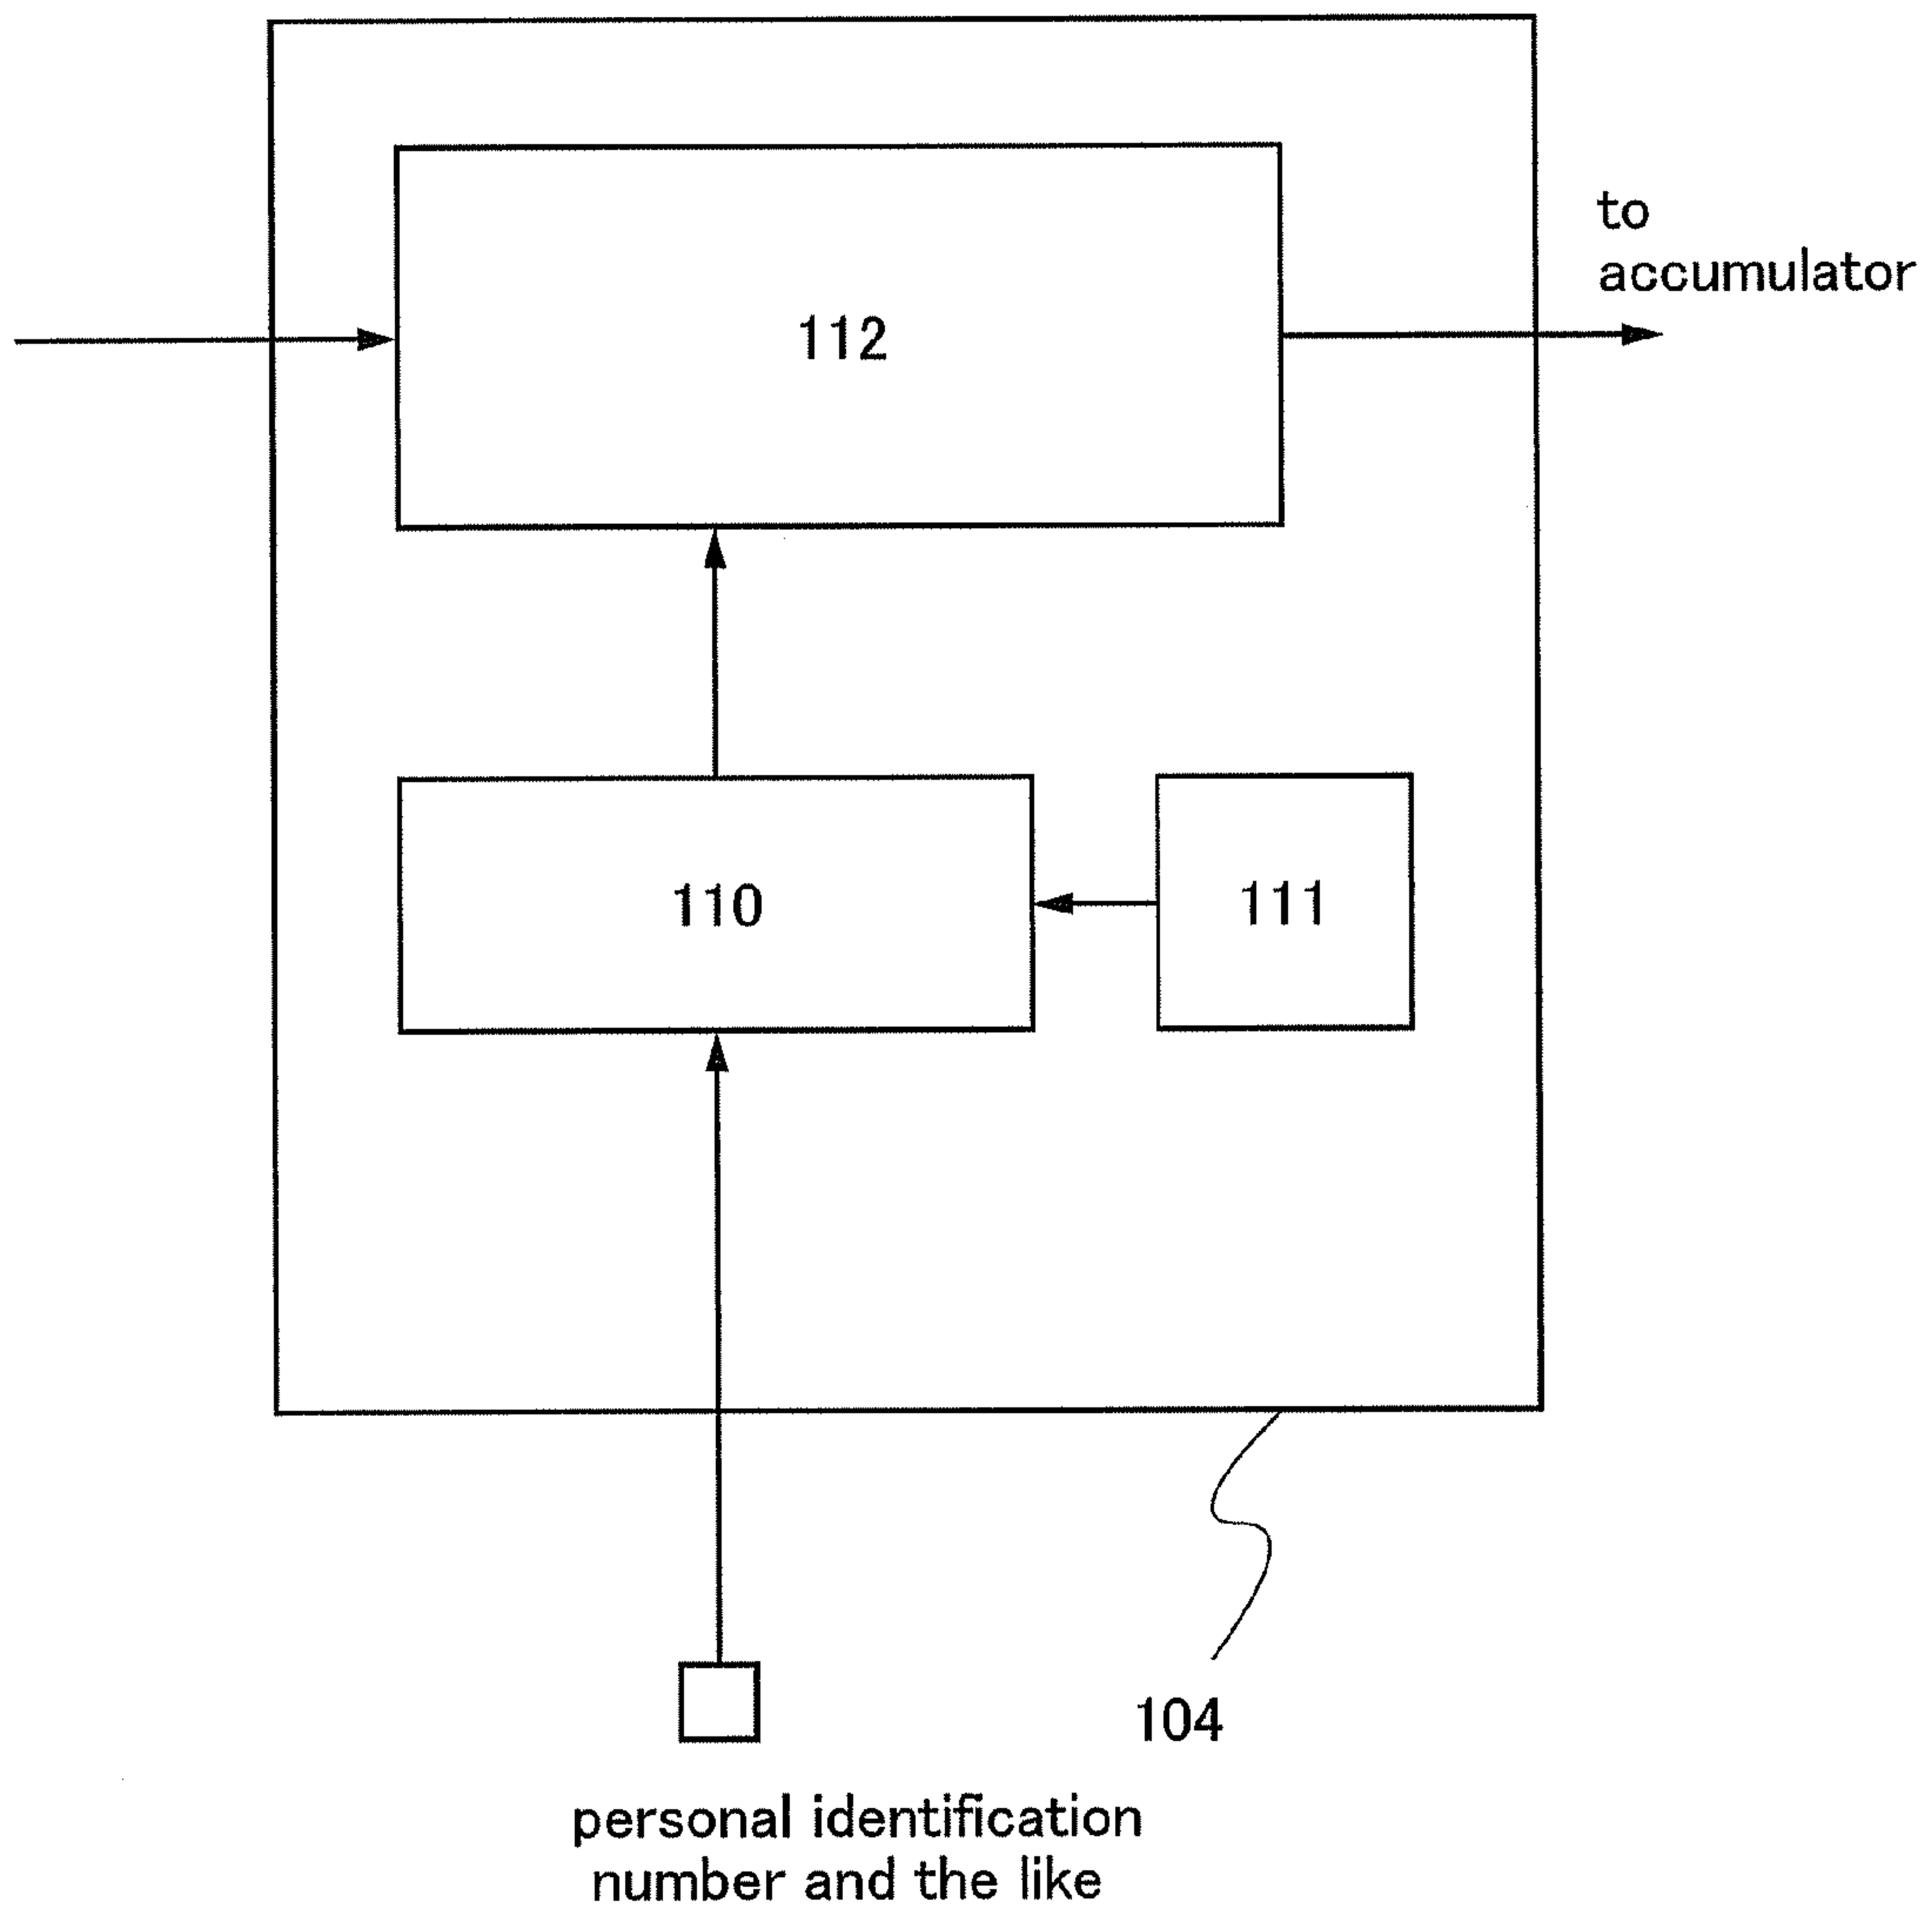 to
accumulator
112
110
111
104
personal identification
number and the like